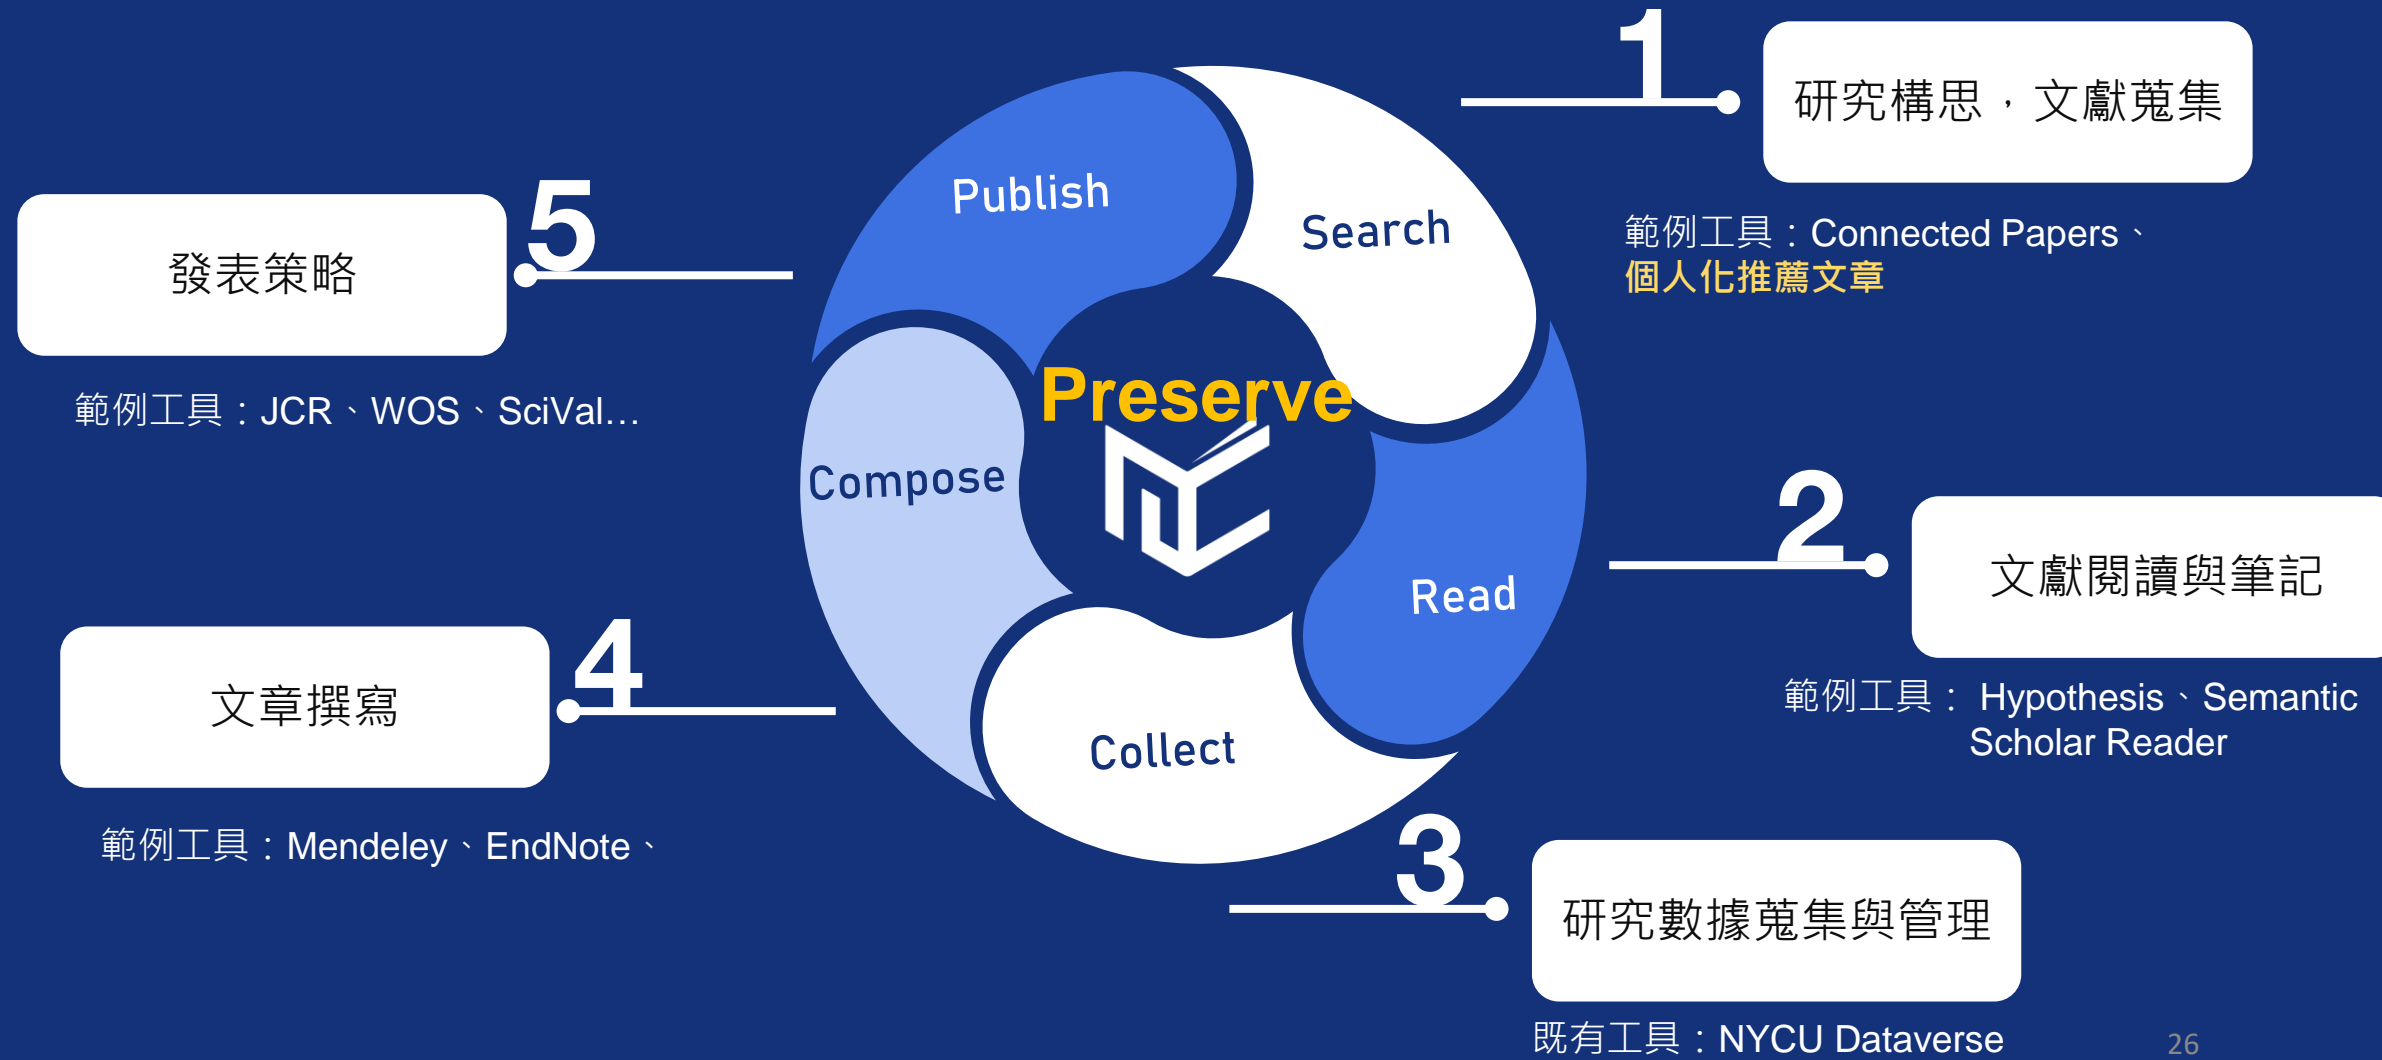 1
研究構思，文獻蒐集
範例工具：Connected Papers、
個人化推薦文章
2
文獻閱讀與筆記
範例工具： Hypothesis、Semantic
Scholar Reader
3
研究數據蒐集與管理
既有工具：NYCU Dataverse
4
文章撰寫
範例工具：Mendeley、EndNote、
5
發表策略
範例工具：JCR、WOS、SciVal…
Publish
Search
Preserve
Compose
Read
Collect
26